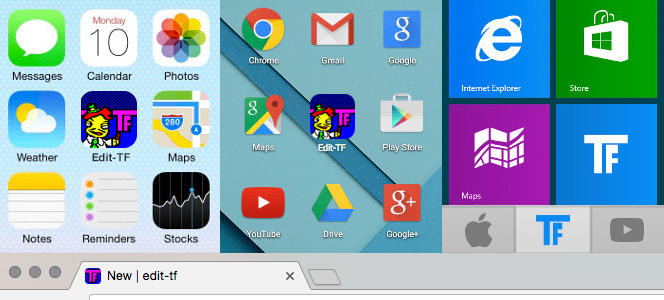 Monday
10
Messages
Calendar
Photos
280
TF
Weather
Edit-TF
Maps
Notes
Reminders
Stocks
Chrome
Gmail
Google
g
g
TF
Maps
Edit-TF
Play Store
g+
YouTube
Drive
Google+
Internet Explorer
Store
TF
Maps
TF
New | edit-tf